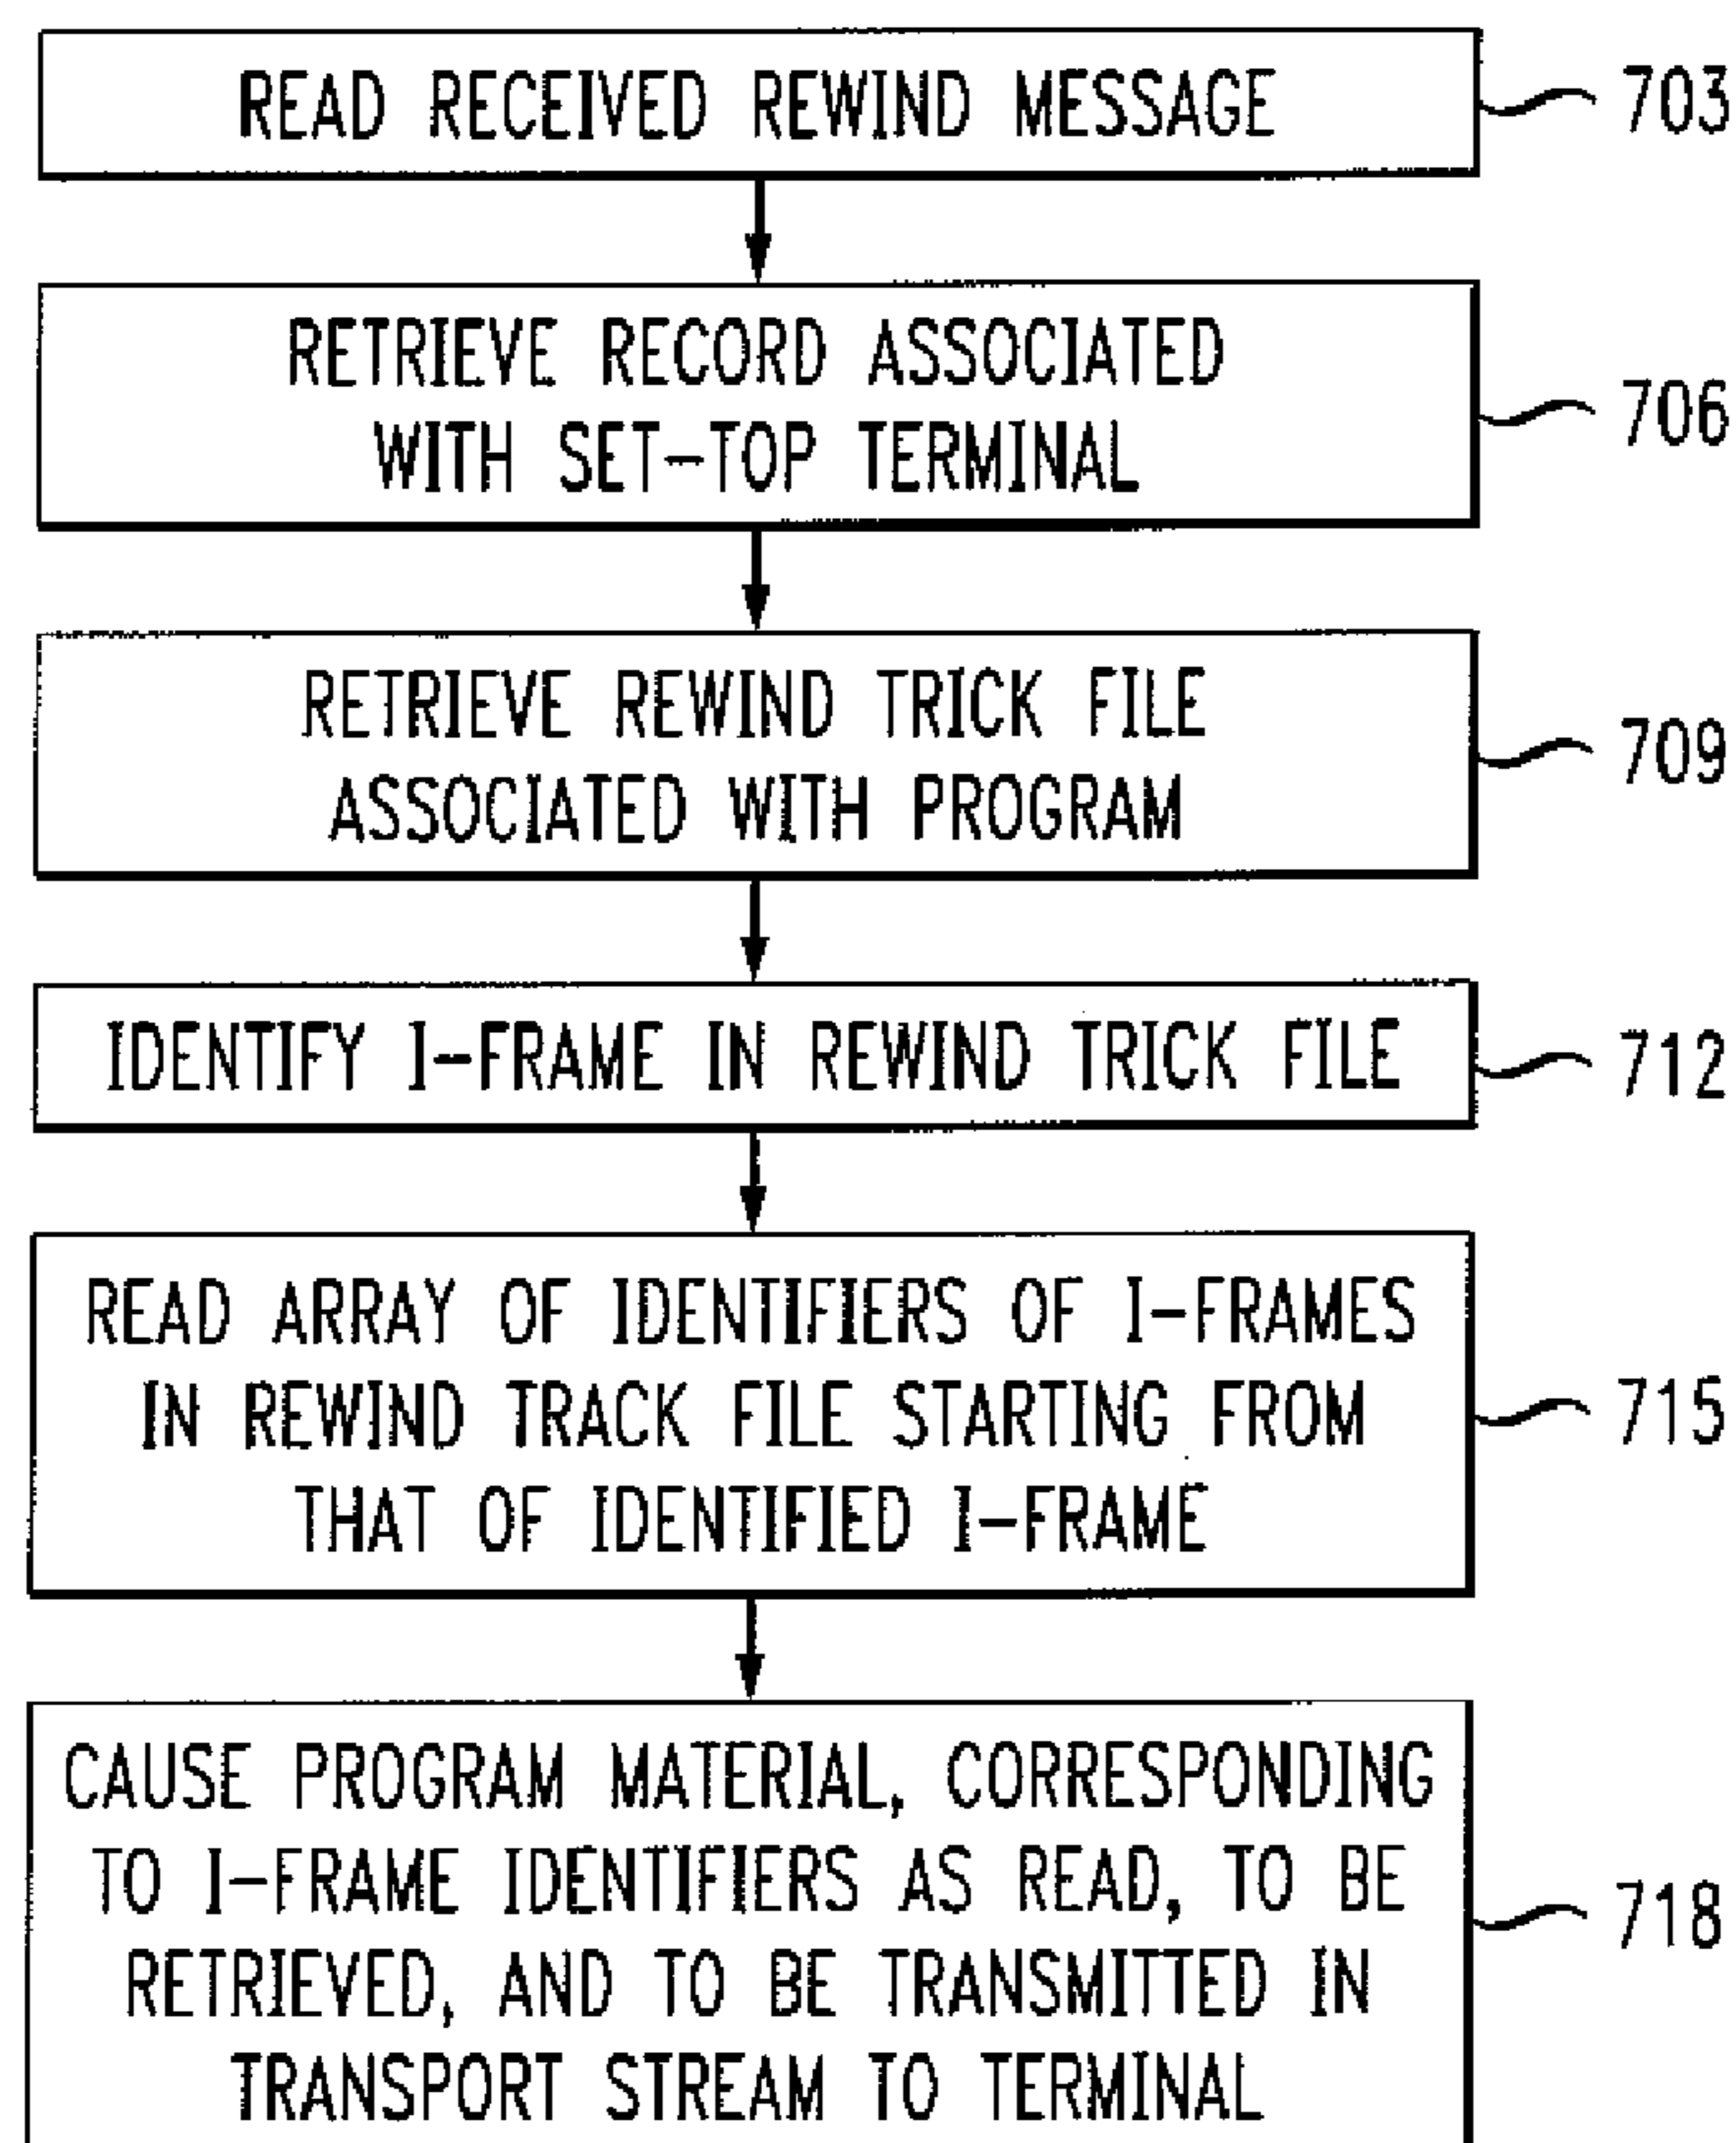 READ RECEIVED REWIND MESSAGE
703
RETRIEVE RECORD ASSOCIATED
WITH SET-TOP TERMINAL
706
RETRIEVE REWIND TRICK FILE
ASSOCIATED WITH PROGRAM
709
IDENTIFY I-FRAME IN REWIND TRICK FILE
712
READ ARRAY OF IDENTIFIERS OF I-FRAMES
IN REWIND TRACK FILE STARTING FROM
THAT OF IDENTIFIED I-FRAME
715
CAUSE PROGRAM MATERIAL, CORRESPONDING
TO I-FRAME IDENTIFIERS AS READ, TO BE
RETRIEVED, AND TO BE TRANSMITTED IN
TRANSPORT STREAM TO TERMINAL
718